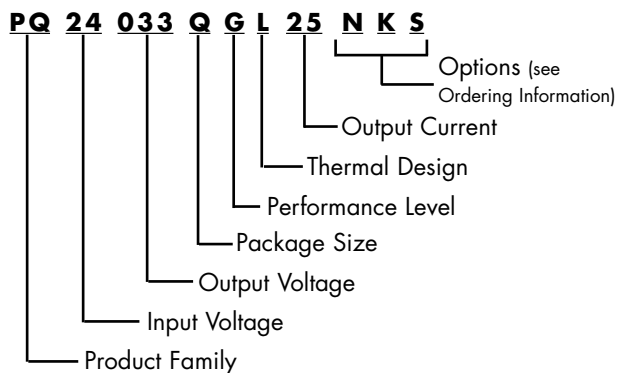 PQ 24 033 Q G L 25 N K S
Options (see
Ordering Information)
Output Current
Thermal Design
Performance Level
Package Size
Output Voltage
Input Voltage
Product Family